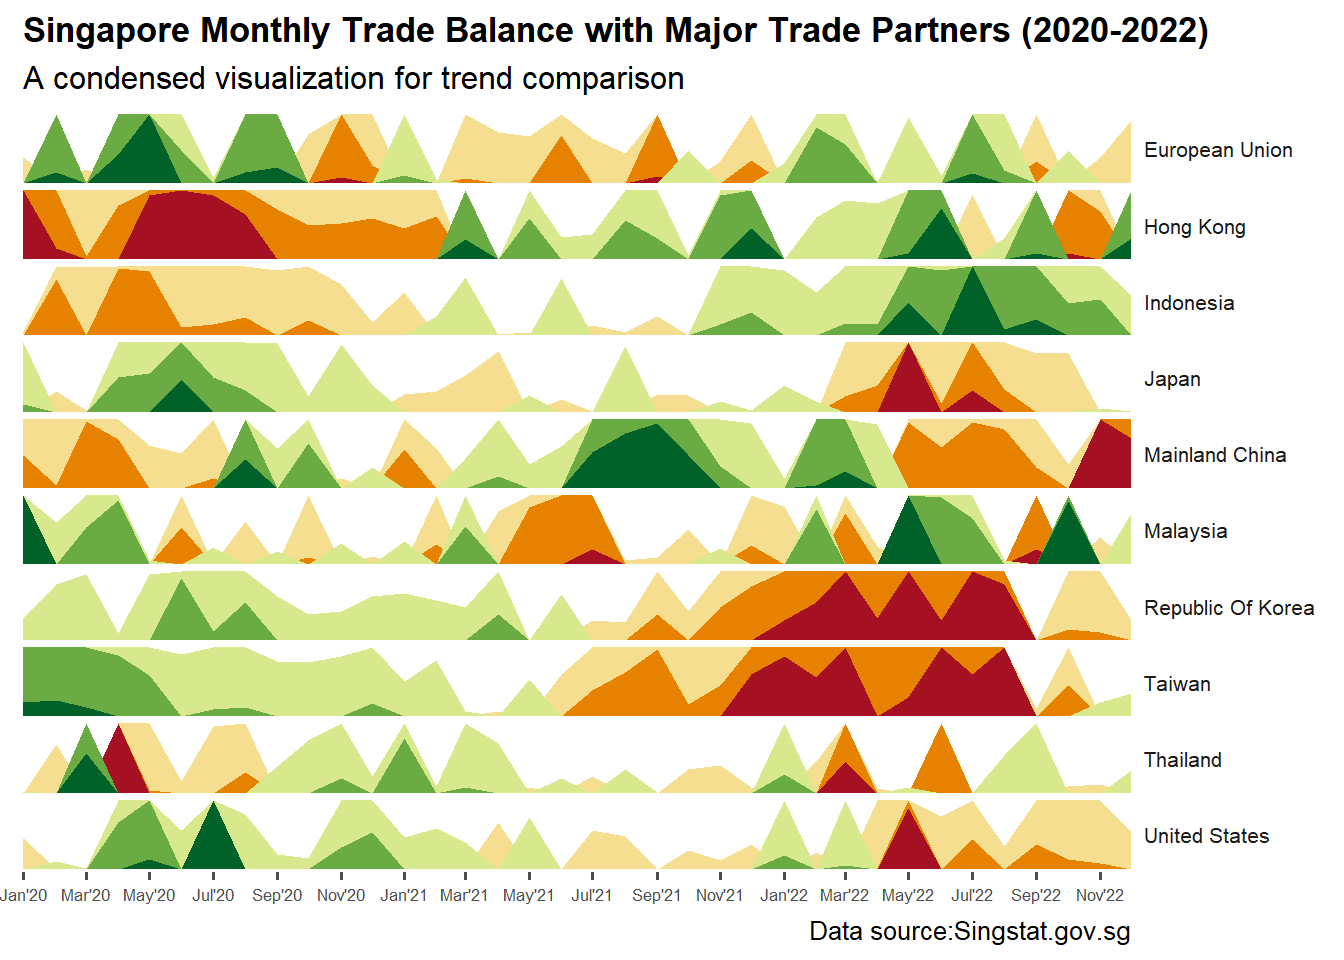 Singapore Monthly Trade Balance with Major Trade Partners (2020-2022)
A condensed visualization for trend comparison
European Union
Hong Kong
Indonesia
Japan
Mainland China
Malaysia
Republic Of Korea
Taiwan
Thailand
United States
Jan'20 Mar'20 May'20 Jul'20 Sep'20 Nov'20 Jan'21 Mar'21 May'21 Jul'21 Sep'21 Nov'21 Jan'22 Mar'22 May'22 Jul'22 Sep'22 Nov'22
Data source:Singstat.gov.sg